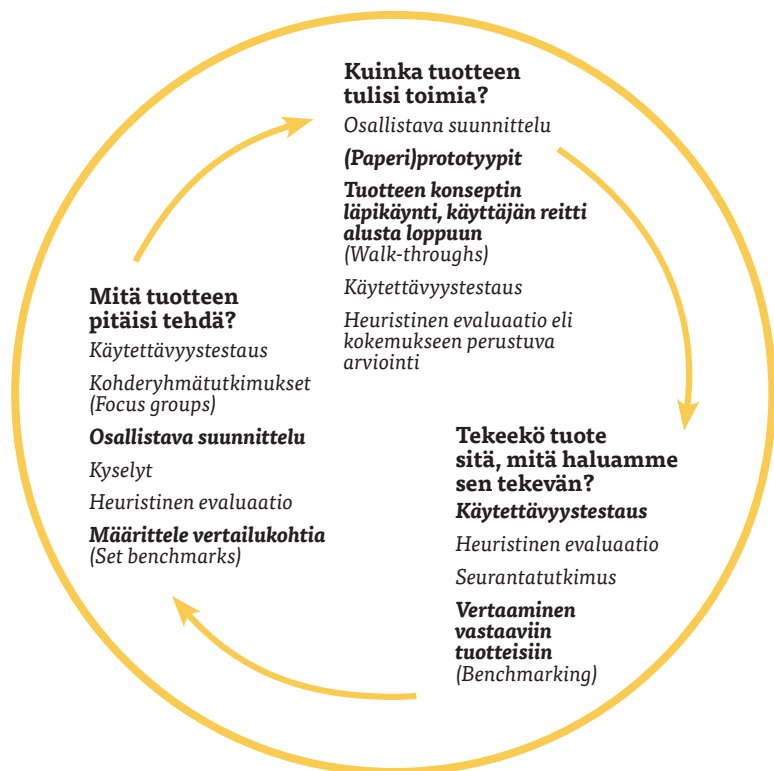 Kuinka tuotteen
tulisi toimia?
Osallistava suunnittelu
(Paperi)prototyypit
Tuotteen konseptin
läpikäynti, käyttäjän reitti
alusta loppuun
(Walk-throughs)
Käytettävyystestaus
Heuristinen evaluaatio eli
kokemukseen perustuva
arviointi
Mitä tuotteen
pitäisi tehdä?
Käytettävyystestaus
Kohderyhmätutkimukset
(Focus groups)
Osallistava suunnittelu
Kyselyt
Heuristinen evaluaatio
Määrittele vertailukohtia
(Set benchmarks)
Tekeekö tuote
sitä, mitä haluamme
sen tekevän?
Käytettävyystestaus
Heuristinen evaluaatio
Seurantatutkimus
Vertaaminen
vastaaviin
tuotteisiin
(Benchmarking)